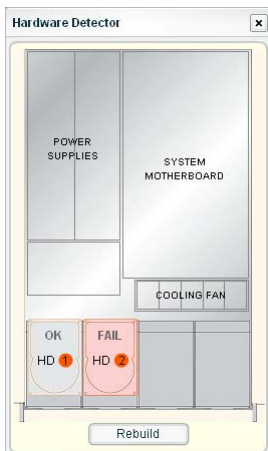 Hardware Detector
POWER
SUPPLIES
SYSTEM
MOTHERBOARD
COOLING FAN
OK
FAIL
HD 1
HD 2
Rebuild